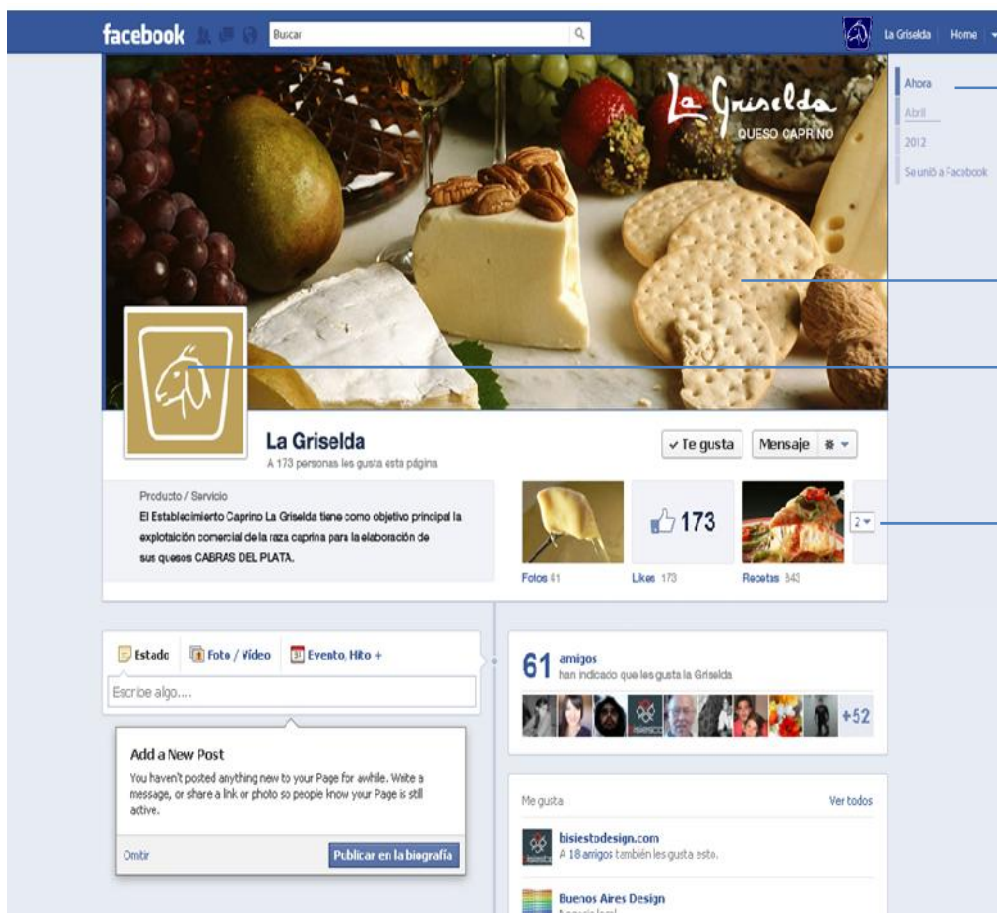 facebook
Buscar
La Griselda Home
La Griselda
QUESO CAPRINO
Ahora
Abril
2012
Se unió a Facebook
La Griselda
A 173 personas les gusta esta página
Te gusta
Mensaje
Producto / Servicio
El Establecimiento Caprino La Griselda tiene como objetivo principal la
explotaición comercial de la raza caprina para la elaboración de
sus quesos CABRAS DEL PLATA.
173
2
Fotos 41
Likes 173
Recetas 343
Estado
Foto / Vídeo
31
Evento, Hito +
Escribe algo....
Add a New Post
You haven't posted anything new to your Page for awhile. Write a
message, or share a link or photo so people know your Page is still
active.
Omitir
Publicar en la biografía
61 amigos
han indicado que les gusta la Griselda
+52
Me gusta
Ver todos
bisiestodesign.com
A 18 amigos también les gusta esto.
Buenos Aires Design